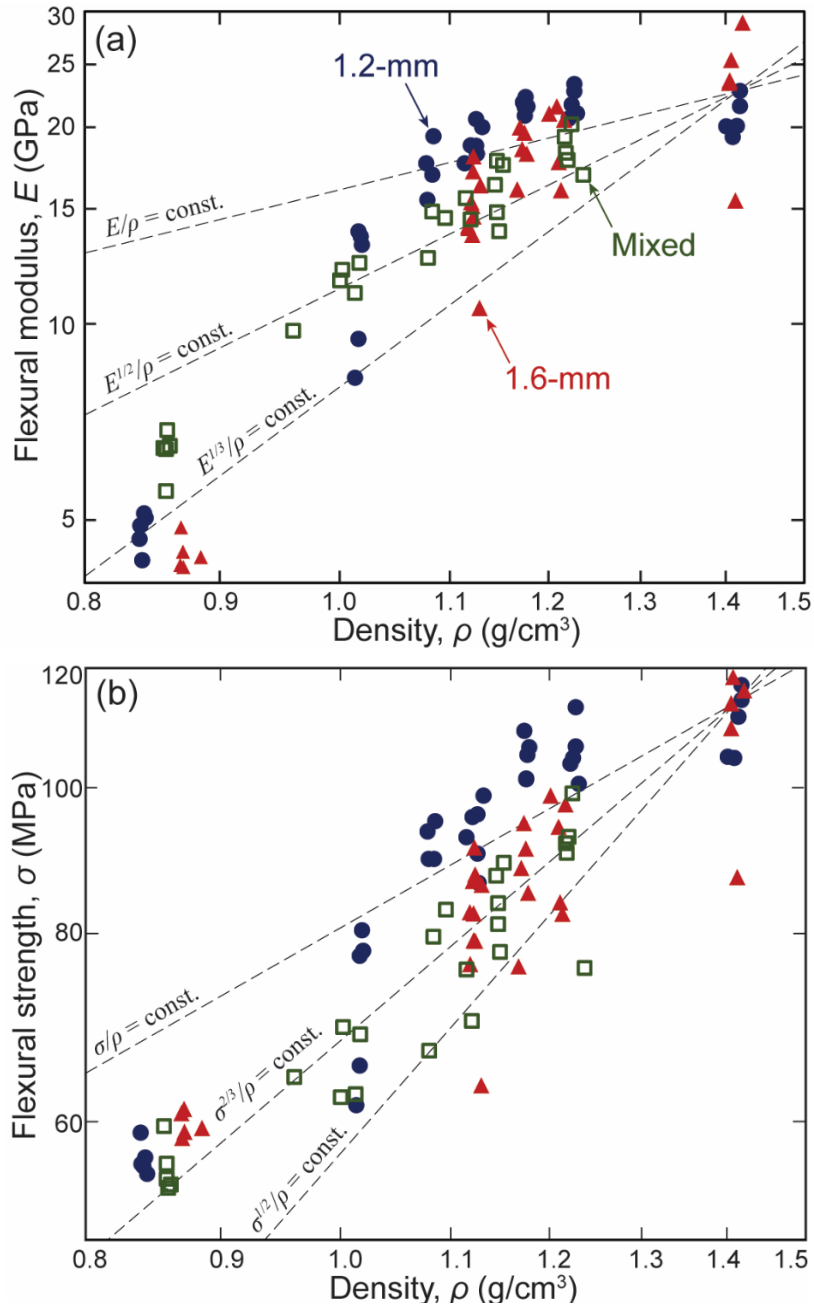 (a)
30
25
20
15
10
5
Flexural modulus, E (GPa)
1.2-mm
Mixed
1.6-mm
E/ρ = const.
E^{1/2}/ρ = const.
E^{1/3}/ρ = const.
0.8 0.9 1.0 1.1 1.2 1.3 1.4 1.5
Density, ρ (g/cm³)
(b)
120
100
80
60
Flexural strength, σ (MPa)
σ/ρ = const.
σ^{2/3}/ρ = const.
σ^{1/2}/ρ = const.
0.8 0.9 1.0 1.1 1.2 1.3 1.4 1.5
Density, ρ (g/cm³)